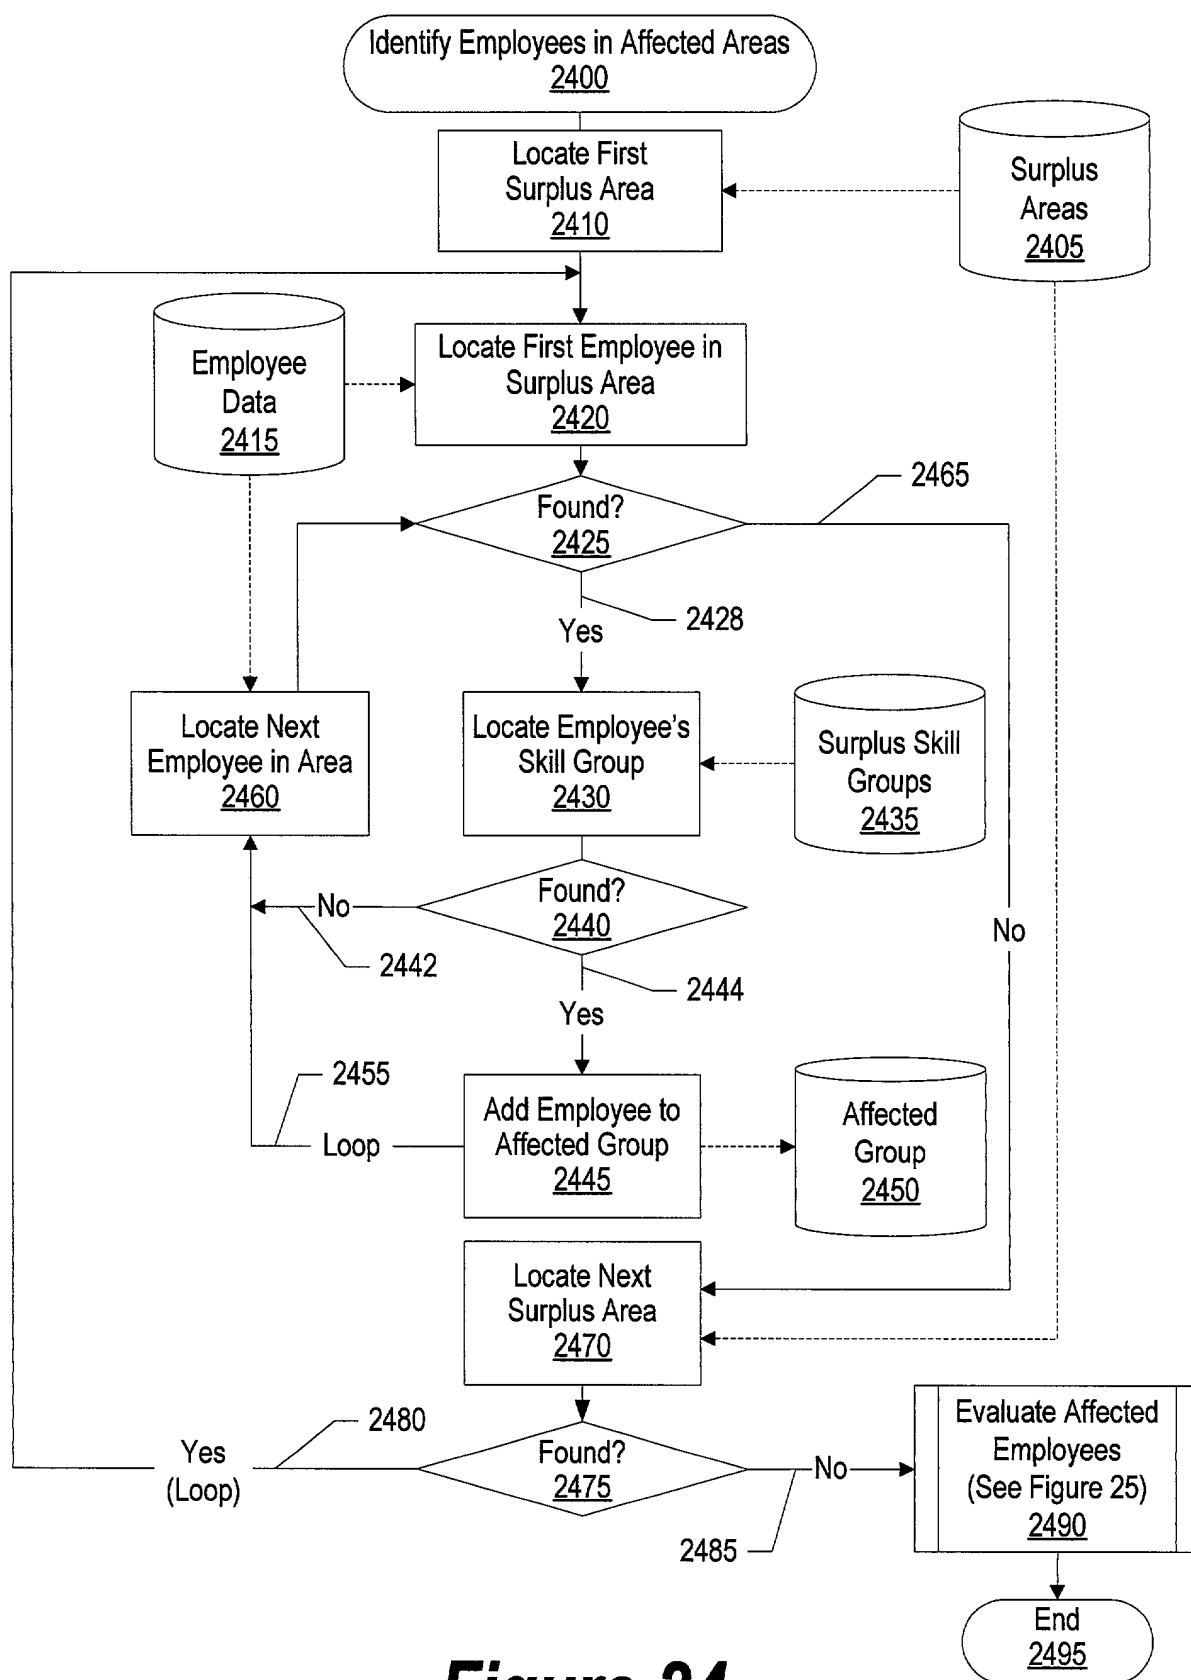 Identify Employees in Affected Areas
2400
Locate First
Surplus Area
2410
Surplus
Areas
2405
Employee
Data
2415
Locate First Employee in
Surplus Area
2420
Found?
2425
2465
2428
Yes
Locate Next
Employee in Area
2460
Locate Employee's
Skill Group
2430
Surplus Skill
Groups
2435
Found?
2440
No
2442
2444
Yes
No
2455
Loop
Add Employee to
Affected Group
2445
Affected
Group
2450
Locate Next
Surplus Area
2470
Found?
2475
2480
Yes
(Loop)
No
2485
Evaluate Affected
Employees
(See Figure 25)
2490
End
2495
Figure 24